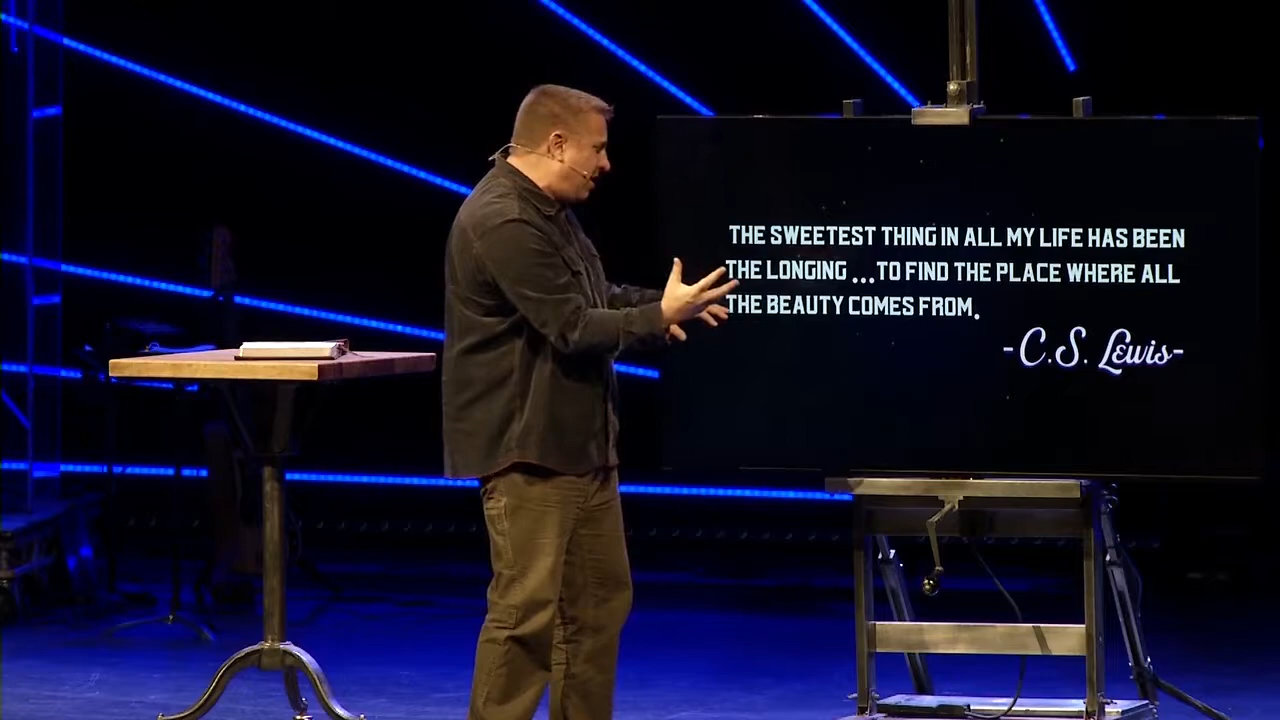 THE SWEETEST THING IN ALL MY LIFE HAS BEEN
THE LONGING ...TO FIND THE PLACE WHERE ALL
THE BEAUTY COMES FROM.
-C.S. Lewis-